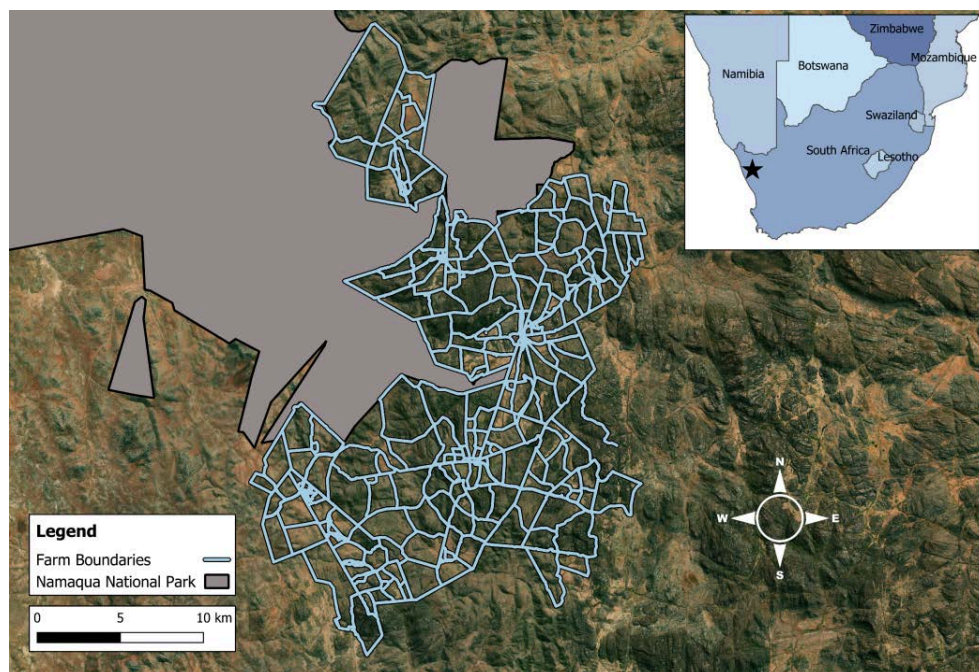 Zimbabwe
Mozambique
Namibia
Botswana
Swaziland
South Africa
Lesotho
N
W
E
S
Legend
Farm Boundaries
Namaqua National Park
0 5 10 km